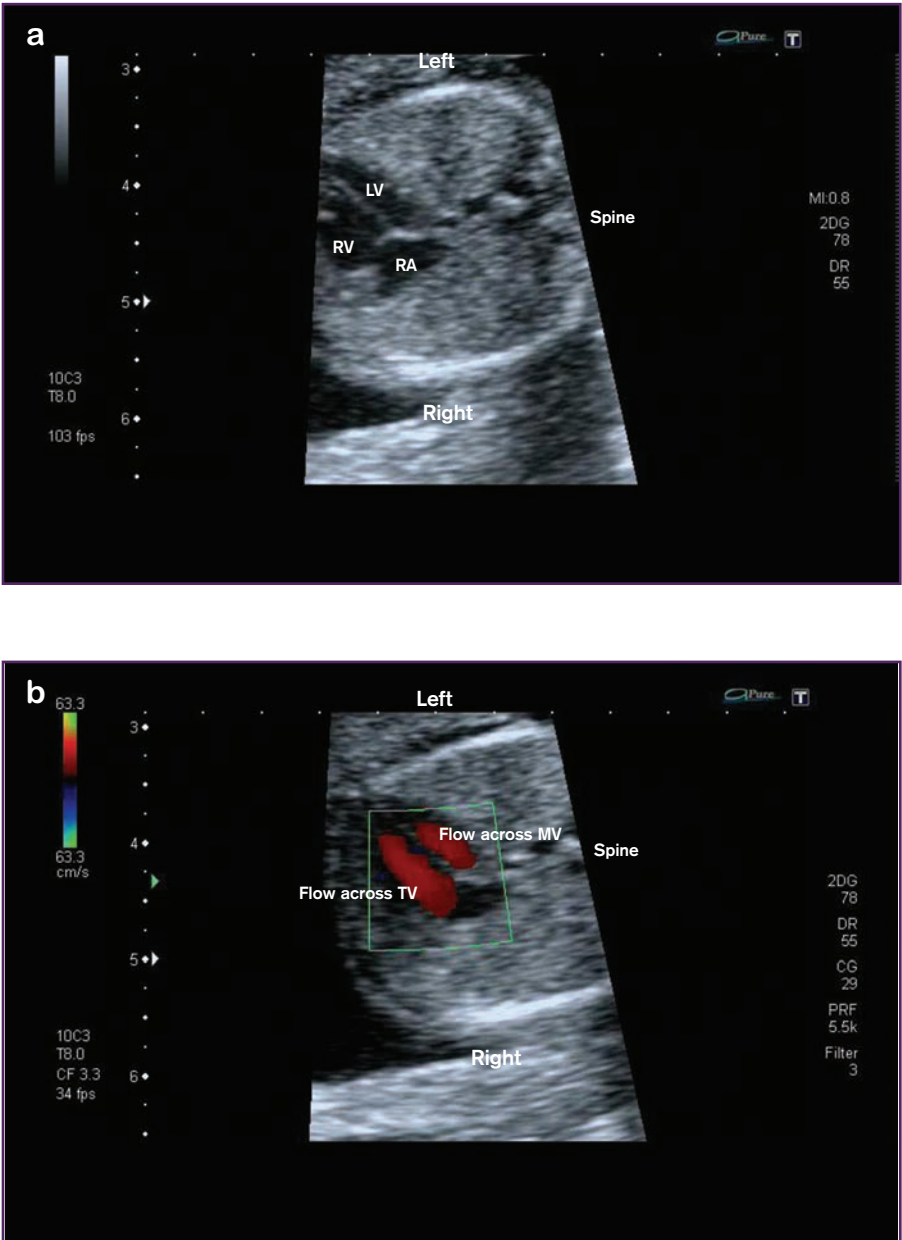 a
aPure T
Left
3
LV
4
MI:0.8
Spine
2DG
78
RV
RA
DR
55
5
10C3
T8.0
6
Right
103 fps
b
63.3
Left
aPure T
3
Flow across MV
4
63.3
cm/s
Spine
Flow across TV
2DG
78
DR
55
5
CG
29
PRF
5.5k
10C3
T8.0
CF 3.3
34 fps
Right
Filter
3
6